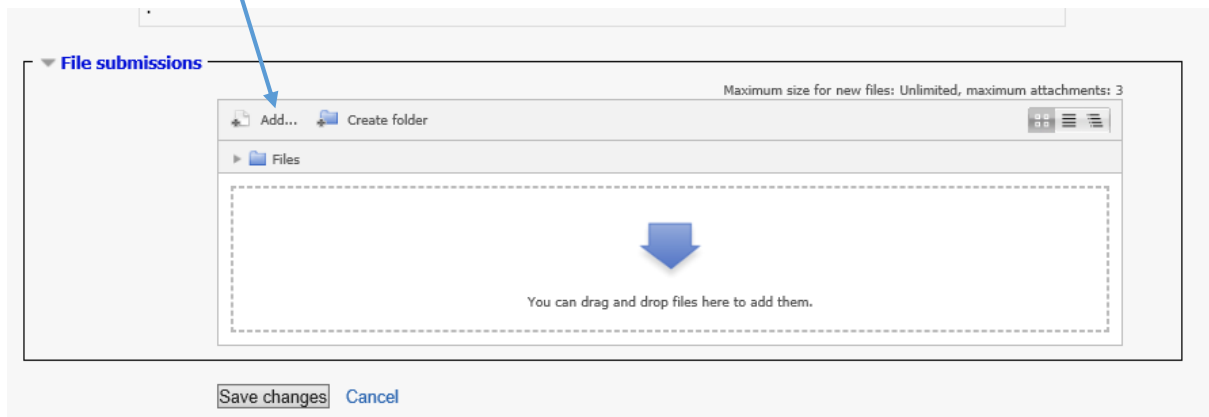 File submissions
Maximum size for new files: Unlimited, maximum attachments: 3
Add... Create folder
Files
You can drag and drop files here to add them.
Save changes Cancel